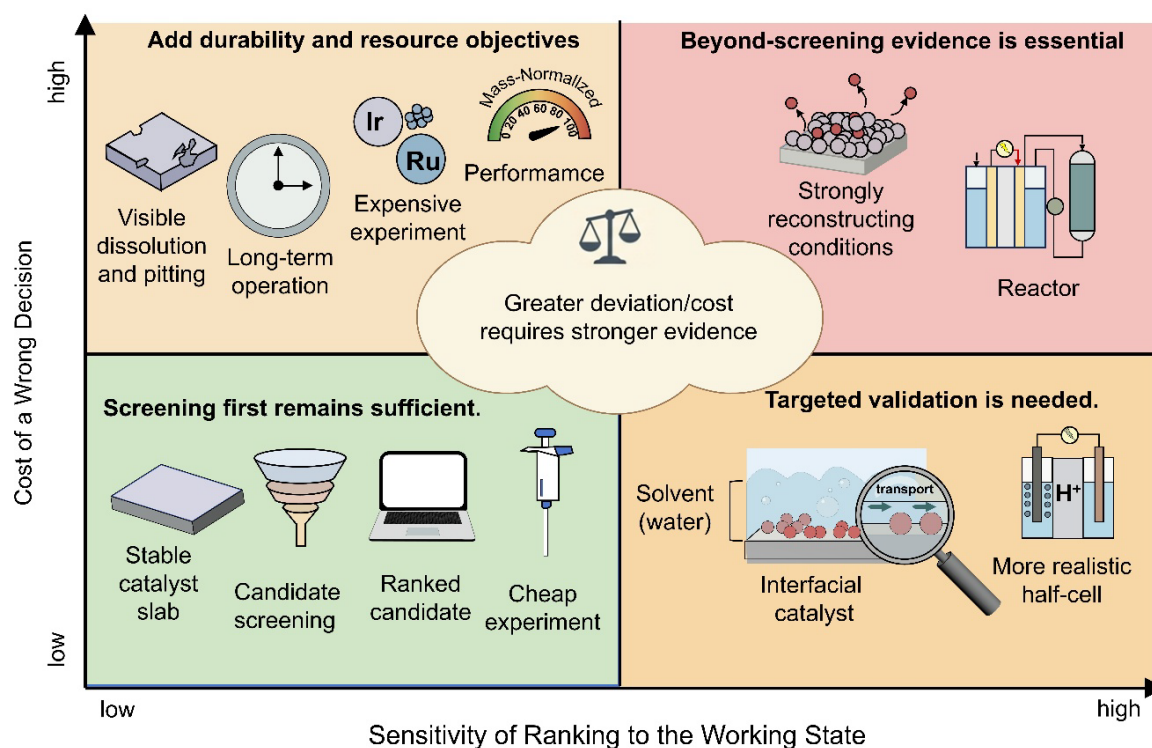 Add durability and resource objectives
Beyond-screening evidence is essential
high
Mass-Normalized
0 20 40 60 80 100
Ir
Ru
Performamce
Expensive
experiment
Visible
dissolution
and pitting
Long-term
operation
Strongly
reconstructing
conditions
Reactor
Greater deviation/cost
requires stronger evidence
Cost of a Wrong Decision
Screening first remains sufficient.
Targeted validation is needed.
Solvent
(water)
transport
H⁺
Stable
catalyst
slab
Candidate
screening
Ranked
candidate
Cheap
experiment
Interfacial
catalyst
More realistic
half-cell
low
low
high
Sensitivity of Ranking to the Working State